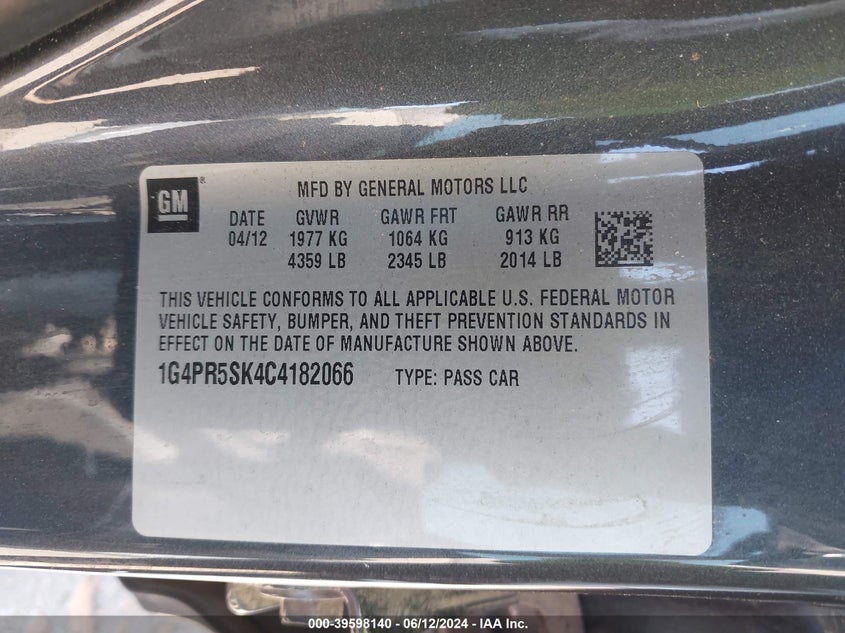 GM®
MFD BY GENERAL MOTORS LLC
DATE GVWR GAWR FRT GAWR RR
04/12 1977 KG 1064 KG 913 KG
4359 LB 2345 LB 2014 LB
THIS VEHICLE CONFORMS TO ALL APPLICABLE U.S. FEDERAL MOTOR
VEHICLE SAFETY, BUMPER, AND THEFT PREVENTION STANDARDS IN
EFFECT ON THE DATE OF MANUFACTURE SHOWN ABOVE.
1G4PR5SK4C4182066 TYPE: PASS CAR
000-39598140 - 06/12/2024 - IAA Inc.